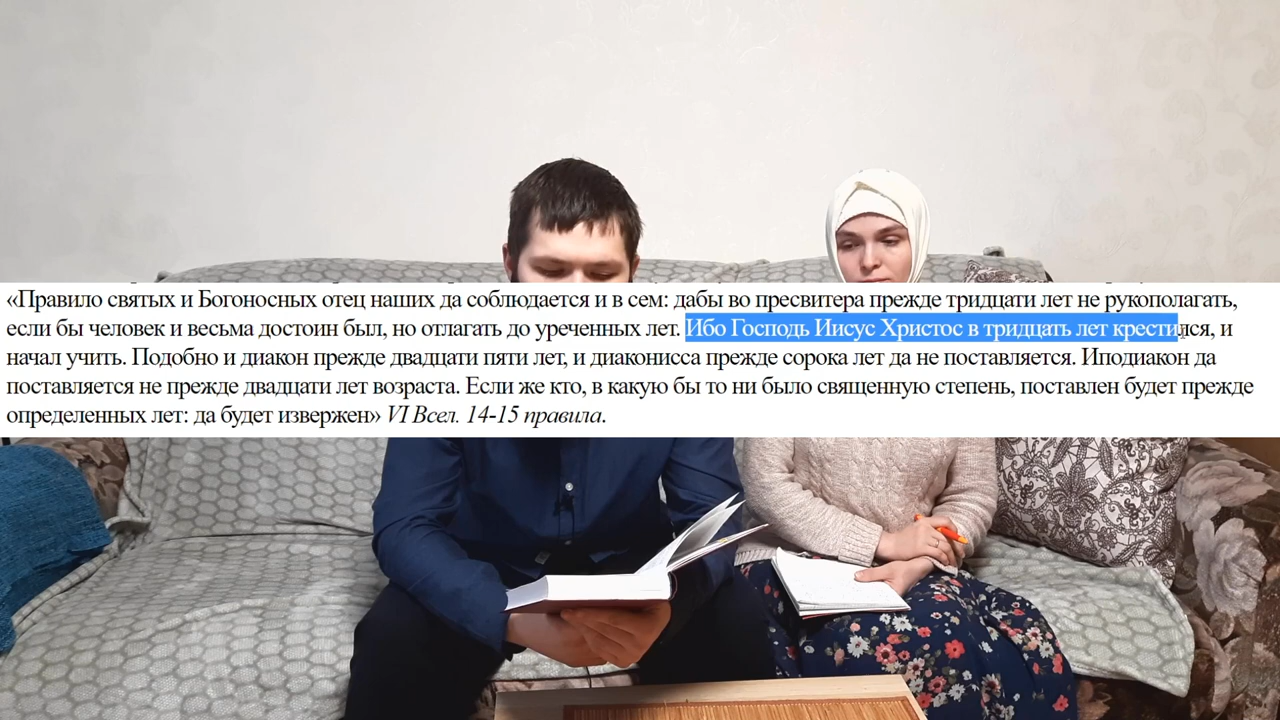 «Правило святых и Богоносных отец наших да соблюдается и в сем: дабы во пресвитера прежде тридцати лет не рукополагать,
если бы человек и весьма достоин был, но отлагать до уреченных лет. Ибо Господь Иисус Христос в тридцать лет крестился, и
начал учить. Подобно и диакон прежде двадцати пяти лет, и диаконисса прежде сорока лет да не поставляется. Иподиакон да
поставляется не прежде двадцати лет возраста. Если же кто, в какую бы то ни было священную степень, поставлен будет прежде
определенных лет: да будет извержен» VI Всел. 14-15 правила.